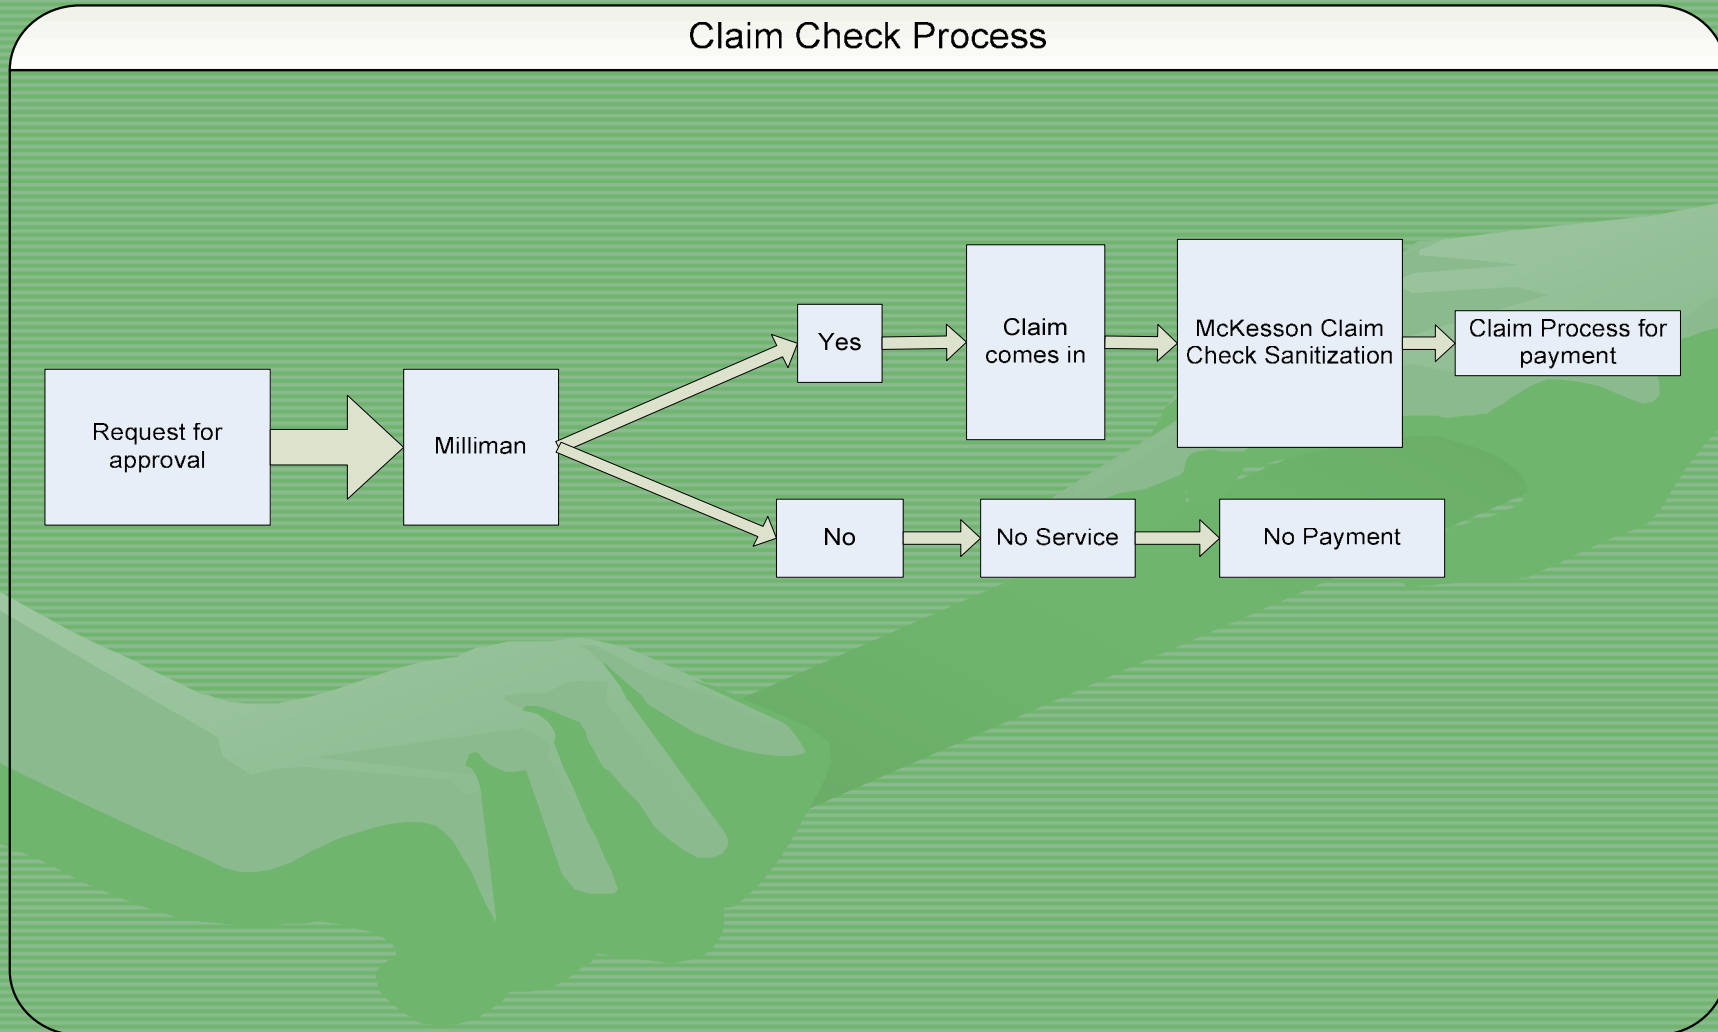 Claim Check Process
Request for
approval
Milliman
Yes
Claim
comes in
McKesson Claim
Check Sanitization
Claim Process for
payment
No
No Service
No Payment